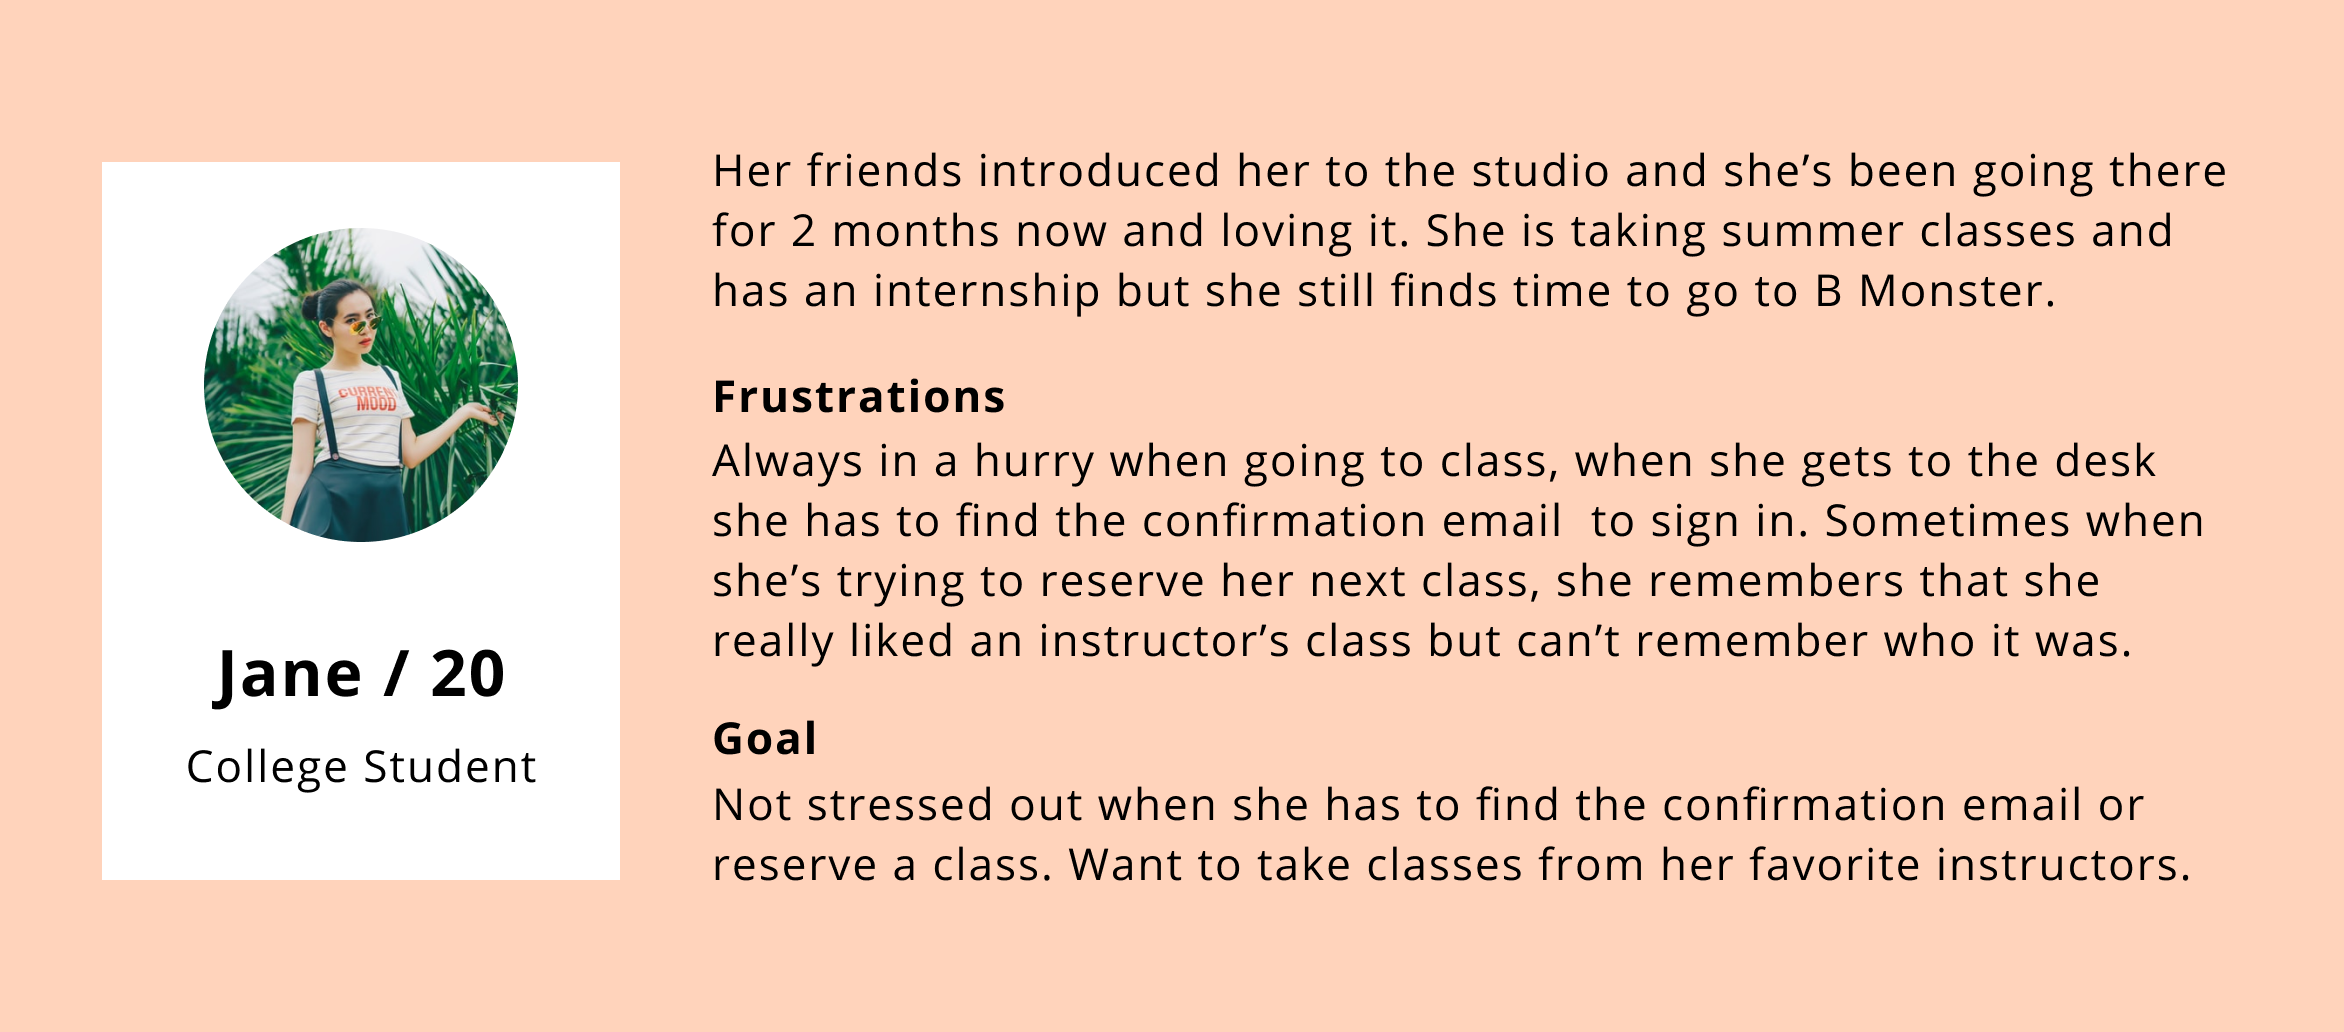 Her friends introduced her to the studio and she’s been going there
for 2 months now and loving it. She is taking summer classes and
has an internship but she still finds time to go to B Monster.
Frustrations
Always in a hurry when going to class, when she gets to the desk
she has to find the confirmation email  to sign in. Sometimes when
she’s trying to reserve her next class, she remembers that she
really liked an instructor’s class but can’t remember who it was.
Goal
Not stressed out when she has to find the confirmation email or
reserve a class. Want to take classes from her favorite instructors.
CURRENT
MOOD
Jane / 20
College Student